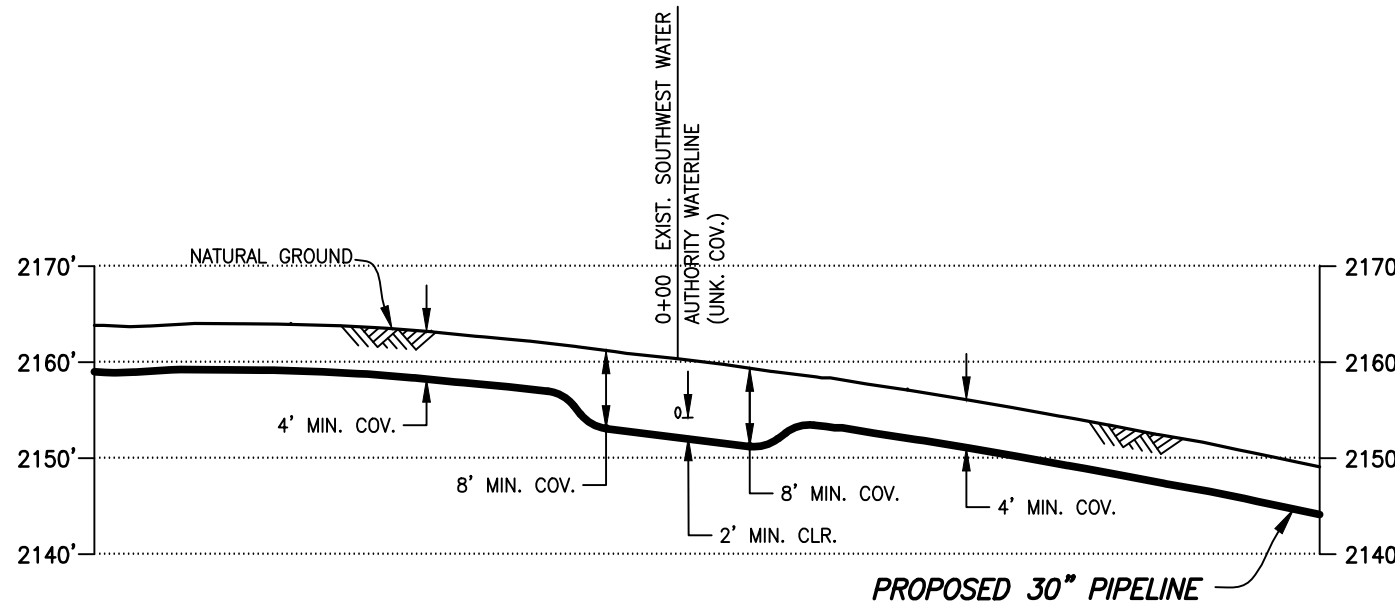 0+00 EXIST. SOUTHWEST WATER
AUTHORITY WATERLINE
(UNK. COV.)
NATURAL GROUND
2170'
2170'
2160'
2160'
4' MIN. COV.
2150'
2150'
8' MIN. COV.
8' MIN. COV.
4' MIN. COV.
2' MIN. CLR.
2140'
2140'
PROPOSED 30" PIPELINE